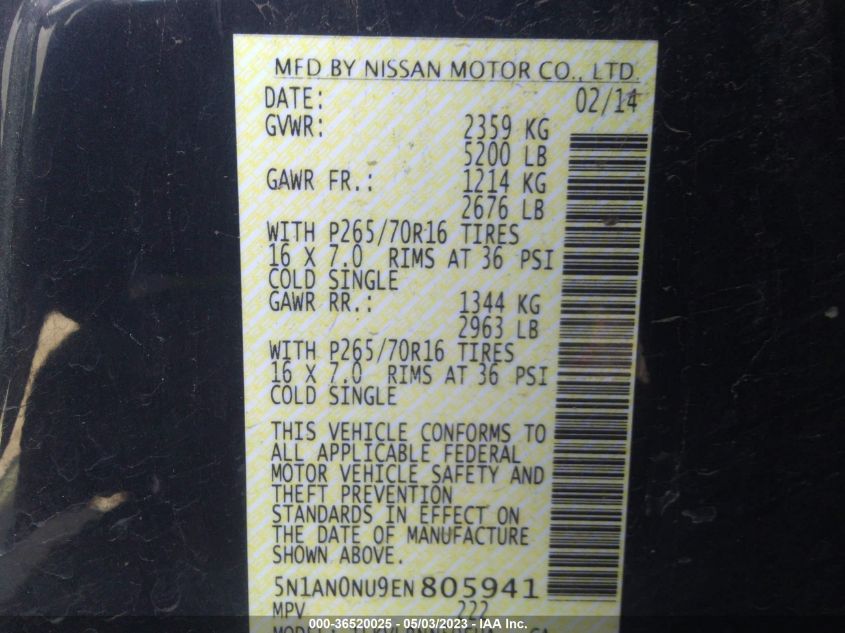 MFD BY NISSAN MOTOR CO., LTD.
DATE: 02/14
GVWR: 2359 KG
5200 LB
GAWR FR.: 1214 KG
2676 LB
WITH P265/70R16 TIRES
16 X 7.0 RIMS AT 36 PSI
COLD SINGLE
GAWR RR.: 1344 KG
2963 LB
WITH P265/70R16 TIRES
16 X 7.0 RIMS AT 36 PSI
COLD SINGLE
THIS VEHICLE CONFORMS TO
ALL APPLICABLE FEDERAL
MOTOR VEHICLE SAFETY AND
THEFT PREVENTION
STANDARDS IN EFFECT ON
THE DATE OF MANUFACTURE
SHOWN ABOVE.
5N1AN0NU9EN805941
MPV 222
000-36520025 - 05/03/2023 - IAA Inc.